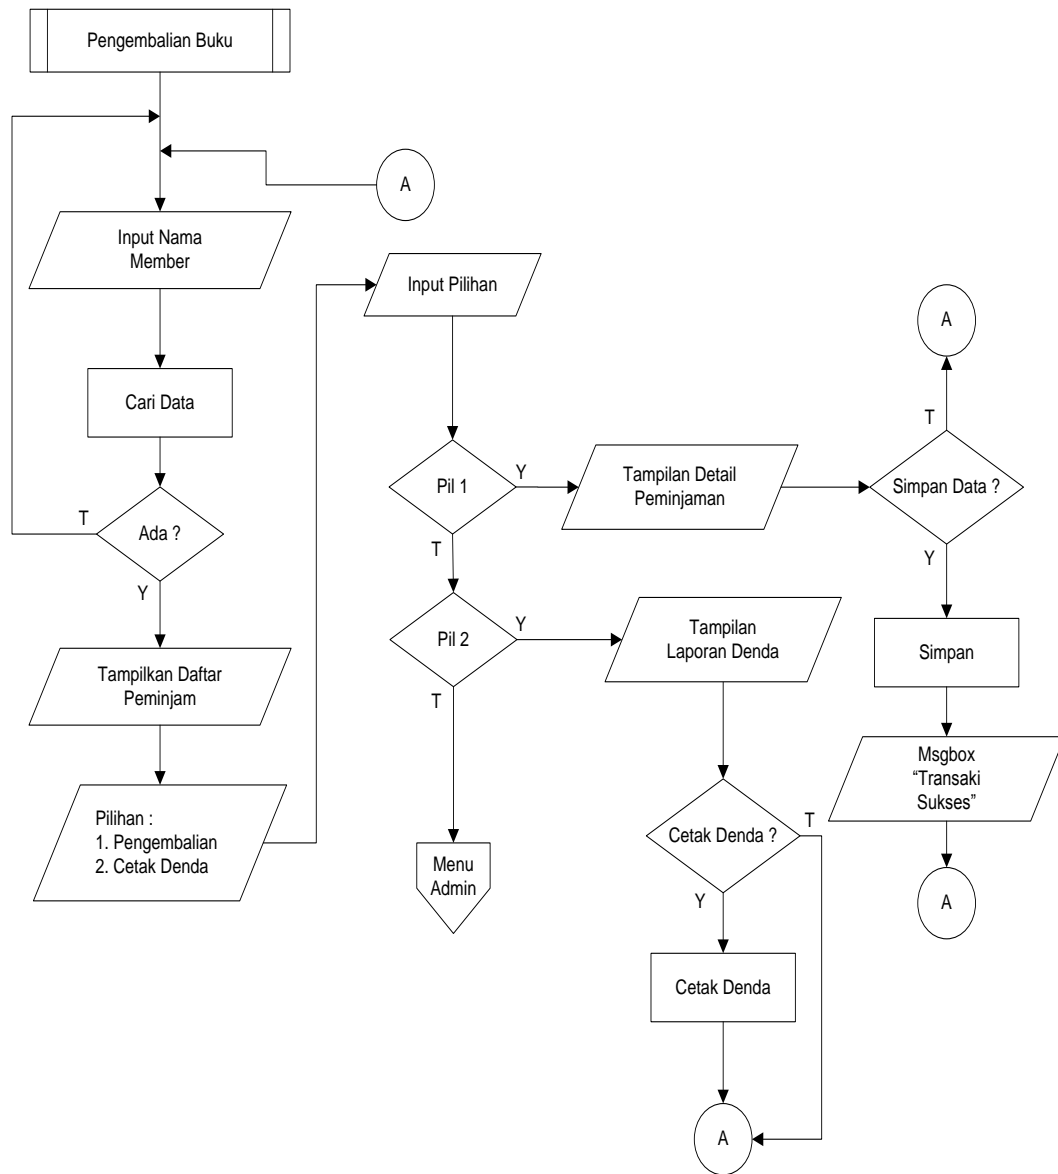 Pengembalian Buku
A
Input Nama
Member
Cari Data
Ada ?
T
Y
Tampilkan Daftar
Peminjam
Pilihan :
1. Pengembalian
2. Cetak Denda
Input Pilihan
Pil 1
Y
T
Tampilan Detail
Peminjaman
Simpan Data ?
T
A
Y
Simpan
Msgbox
“Transaki
Sukses”
A
Pil 2
Y
T
Menu
Admin
Tampilan
Laporan Denda
Cetak Denda ?
T
Y
Cetak Denda
A